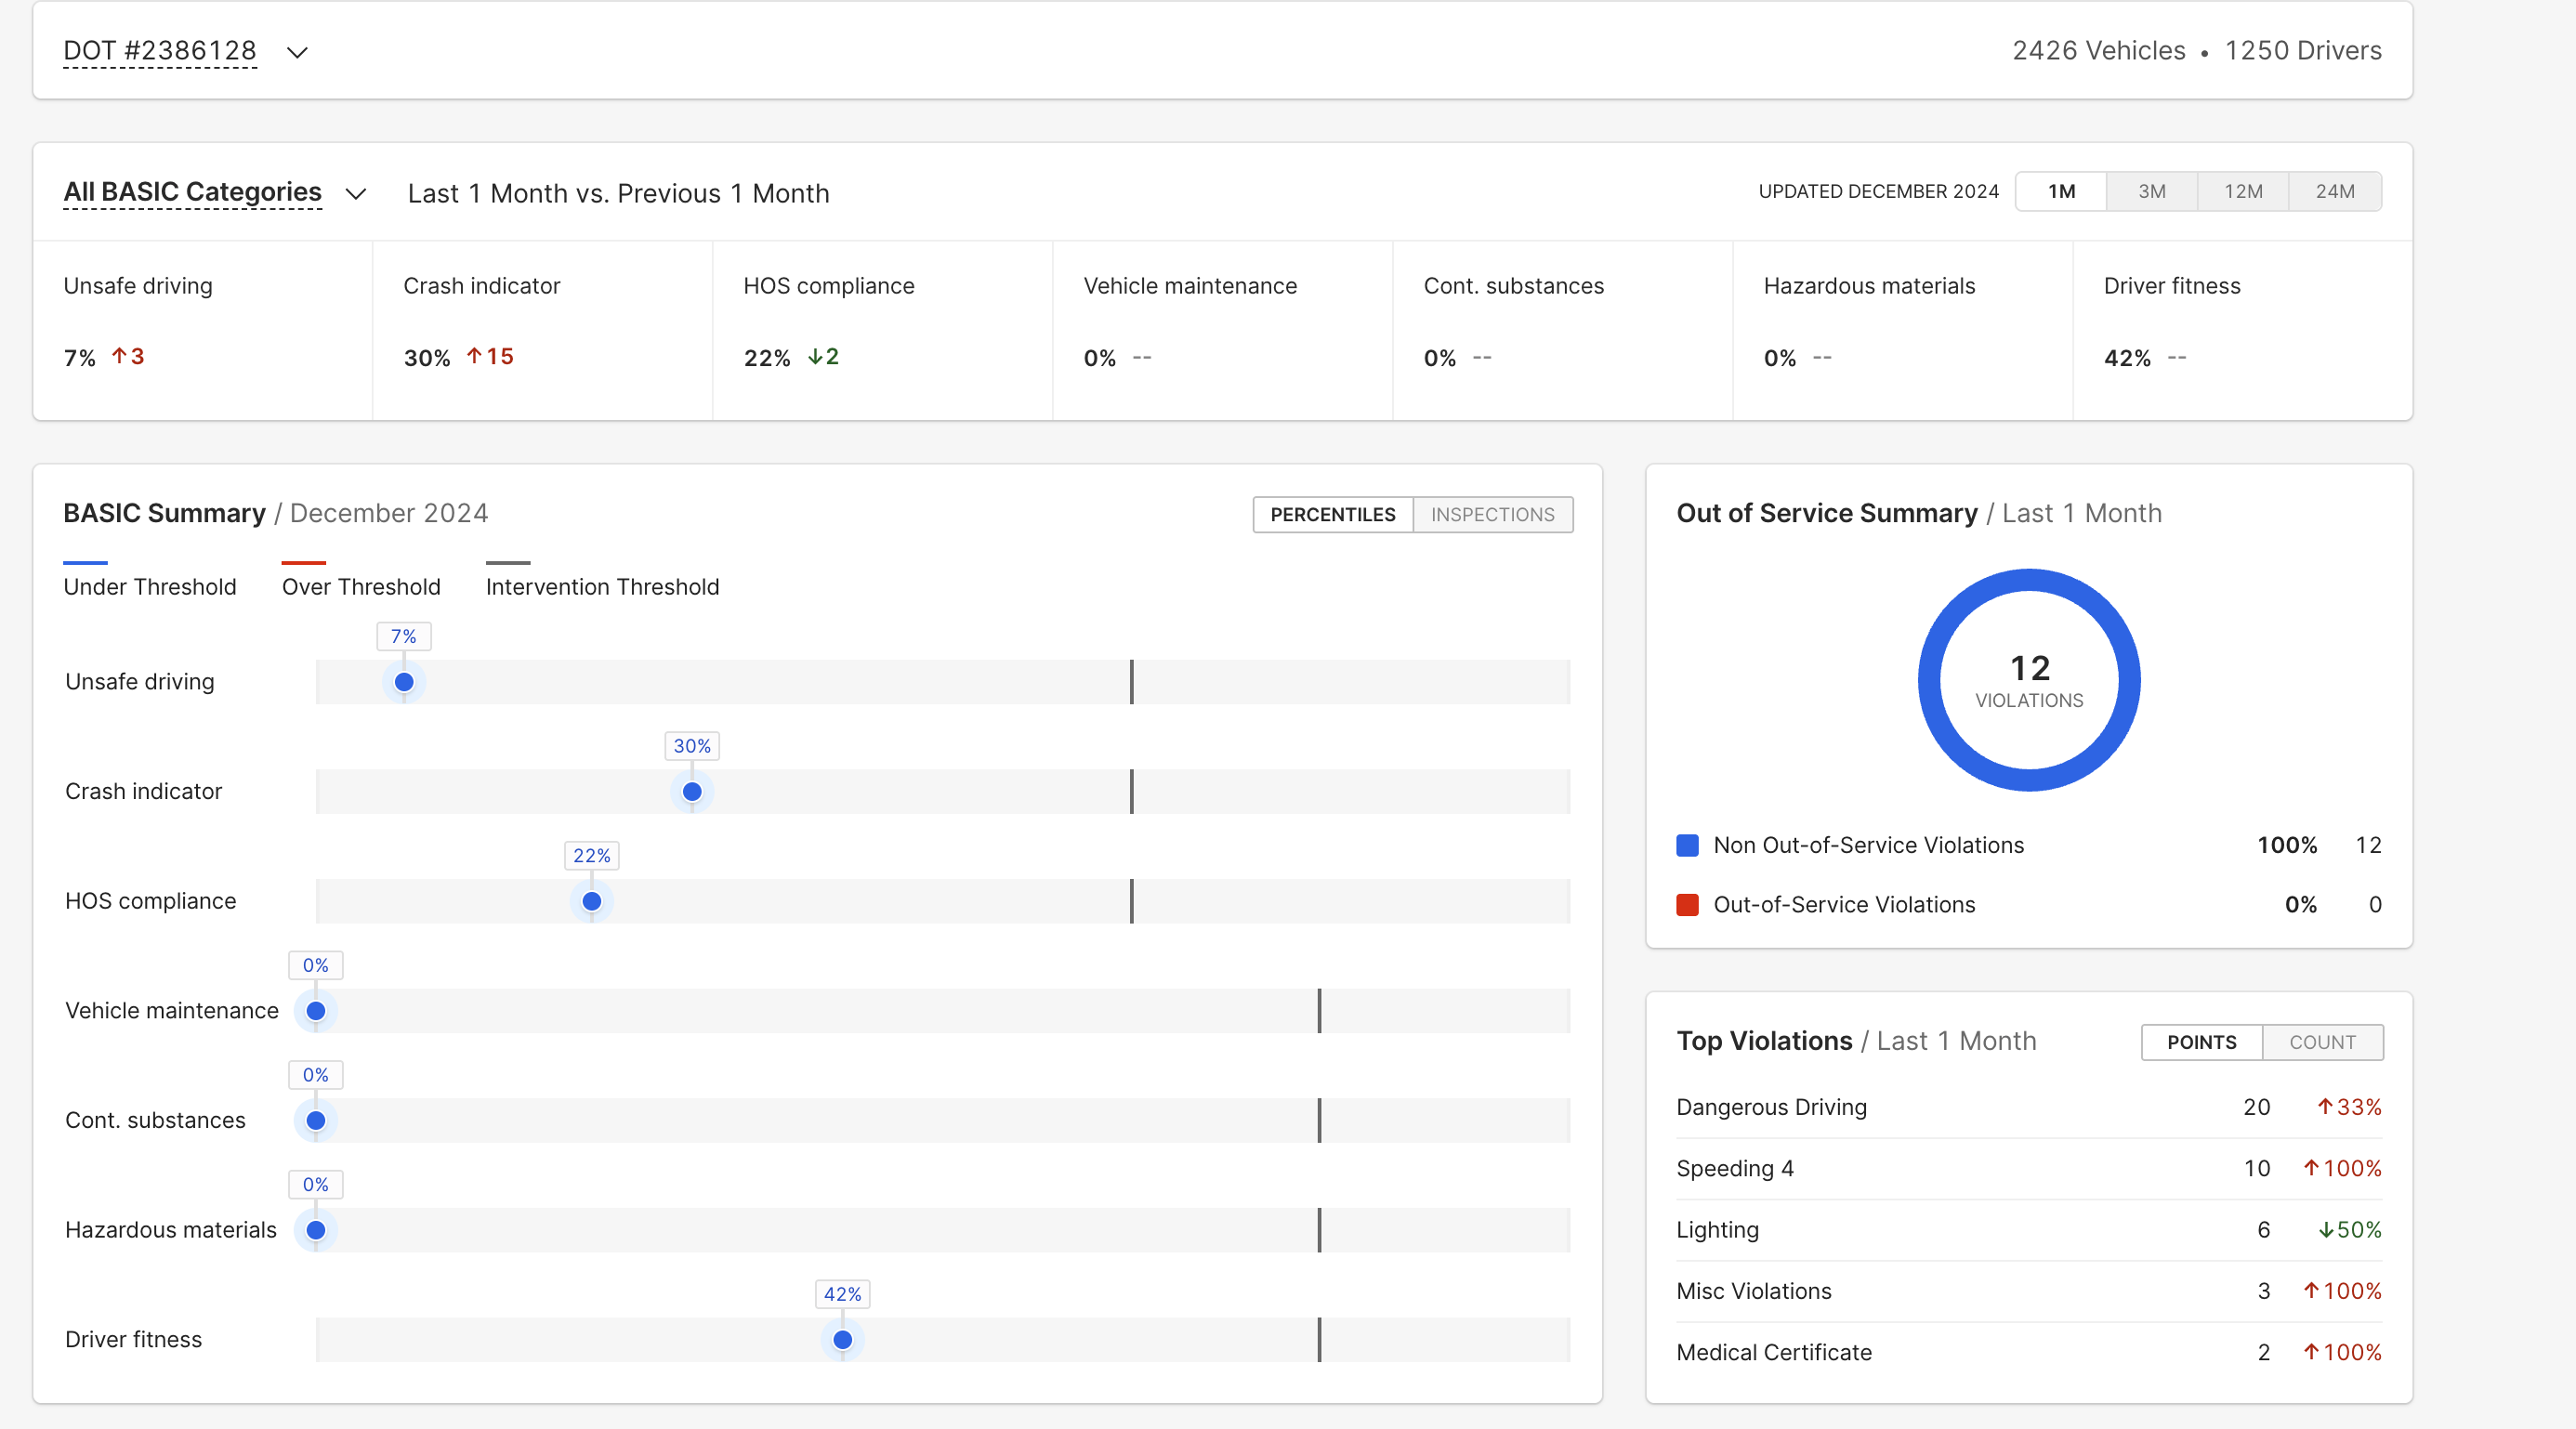 DOT #2386128
2426 Vehicles • 1250 Drivers
All BASIC Categories
Last 1 Month vs. Previous 1 Month
UPDATED DECEMBER 2024
1M 3M 12M 24M
Unsafe driving
7% ↑3
Crash indicator
30% ↑15
HOS compliance
22% ↓2
Vehicle maintenance
0% --
Cont. substances
0% --
Hazardous materials
0% --
Driver fitness
42% --
BASIC Summary / December 2024
PERCENTILES INSPECTIONS
Under Threshold
Over Threshold
Intervention Threshold
7%
Unsafe driving
30%
Crash indicator
22%
HOS compliance
0%
Vehicle maintenance
0%
Cont. substances
0%
Hazardous materials
42%
Driver fitness
Out of Service Summary / Last 1 Month
12
VIOLATIONS
Non Out-of-Service Violations 100% 12
Out-of-Service Violations 0% 0
Top Violations / Last 1 Month
POINTS COUNT
Dangerous Driving 20 ↑33%
Speeding 4 10 ↑100%
Lighting 6 ↓50%
Misc Violations 3 ↑100%
Medical Certificate 2 ↑100%